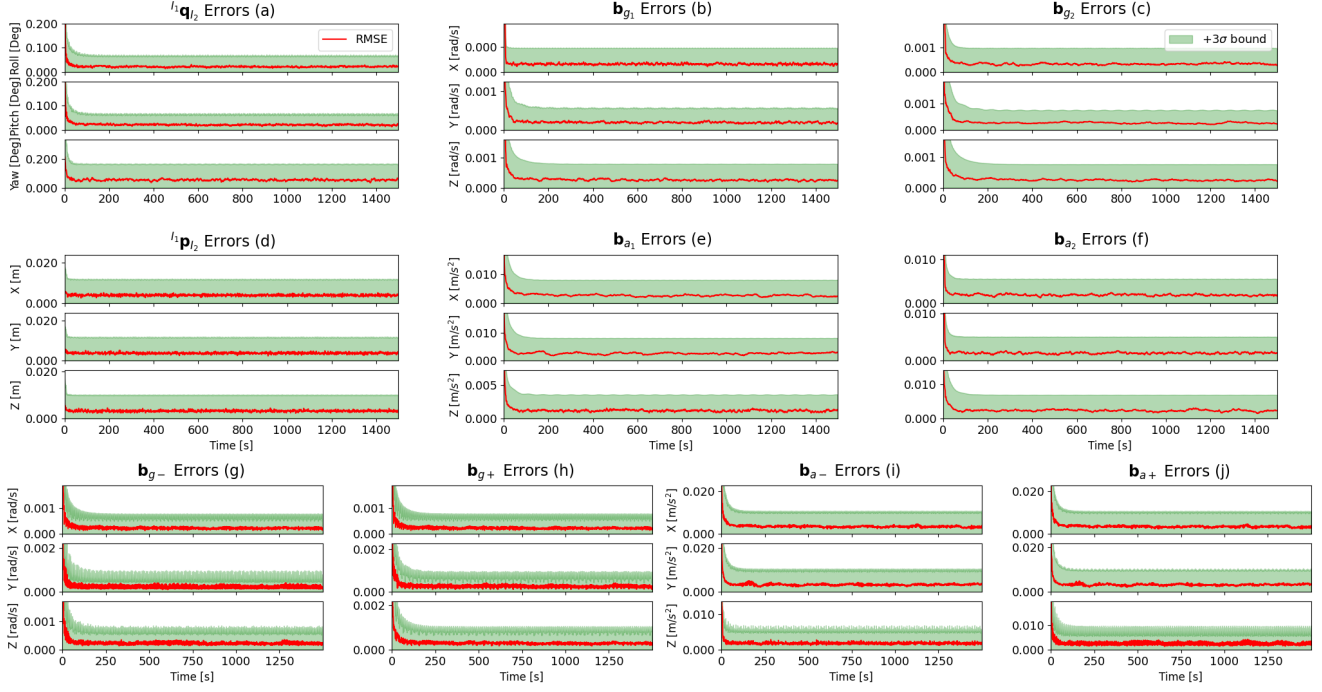 I₁qI₂ Errors (a)
0.200
0.100
0.000
Roll [Deg]
RMSE
0.200
0.100
0.000
Pitch [Deg]
0.200
0.000
Yaw [Deg]
0 200 400 600 800 1000 1200 1400
bg₁ Errors (b)
0.000
0.000
X [rad/s]
0.001
0.000
Y [rad/s]
0.001
0.000
Z [rad/s]
0 200 400 600 800 1000 1200 1400
bg₂ Errors (c)
0.001
0.000
+3σ bound
0.001
0.000
0.001
0.000
0 200 400 600 800 1000 1200 1400
I₁pI₂ Errors (d)
0.020
0.000
X [m]
0.020
0.000
Y [m]
0.020
0.000
Z [m]
0 200 400 600 800 1000 1200 1400
Time [s]
ba₁ Errors (e)
0.010
0.000
X [m/s²]
0.010
0.000
Y [m/s²]
0.005
0.000
Z [m/s²]
0 200 400 600 800 1000 1200 1400
Time [s]
ba₂ Errors (f)
0.010
0.000
0.010
0.000
0.010
0.000
0 200 400 600 800 1000 1200 1400
Time [s]
bg− Errors (g)
0.001
0.000
X [rad/s]
0.002
0.000
Y [rad/s]
0.001
0.000
Z [rad/s]
0 250 500 750 1000 1250
Time [s]
bg+ Errors (h)
0.001
0.000
0.002
0.000
0.002
0.000
0 250 500 750 1000 1250
Time [s]
ba− Errors (i)
0.020
0.000
X [m/s²]
0.020
0.000
Y [m/s²]
0.010
0.000
Z [m/s²]
0 250 500 750 1000 1250
Time [s]
ba+ Errors (j)
0.020
0.000
0.020
0.000
0.010
0.000
0 250 500 750 1000 1250
Time [s]